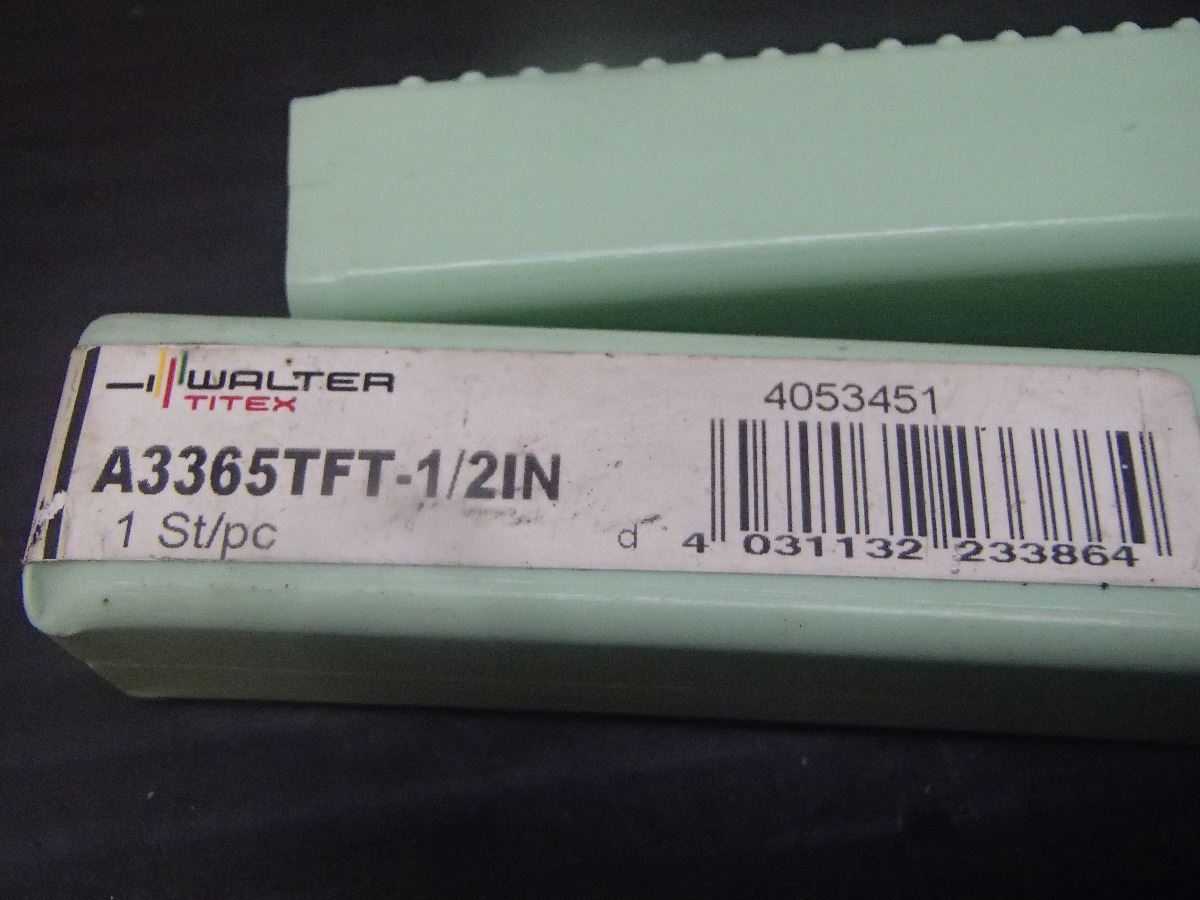 WALTER
TITEX
A3365TFT-1/2IN
1 St/pc
4053451
d
4 031132 233864